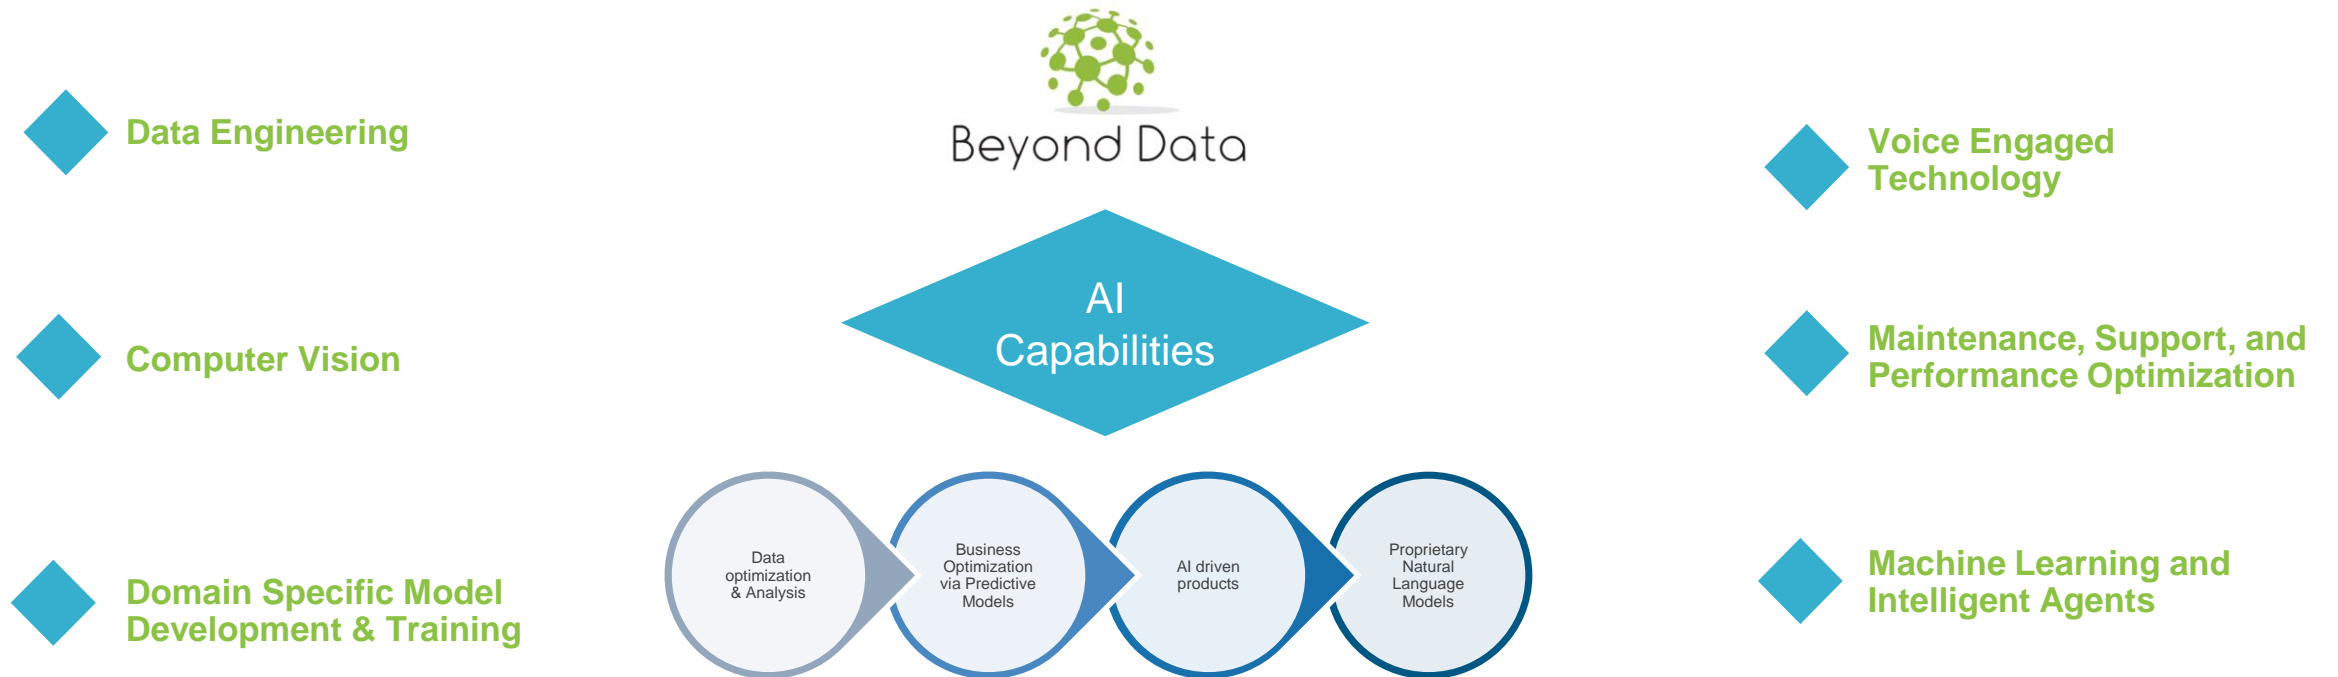 Beyond Data
Data Engineering
Computer Vision
Domain Specific Model
Development & Training
AI
Capabilities
Data
optimization
& Analysis
Business
Optimization
via Predictive
Models
AI driven
products
Proprietary
Natural
Language
Models
Voice Engaged
Technology
Maintenance, Support, and
Performance Optimization
Machine Learning and
Intelligent Agents